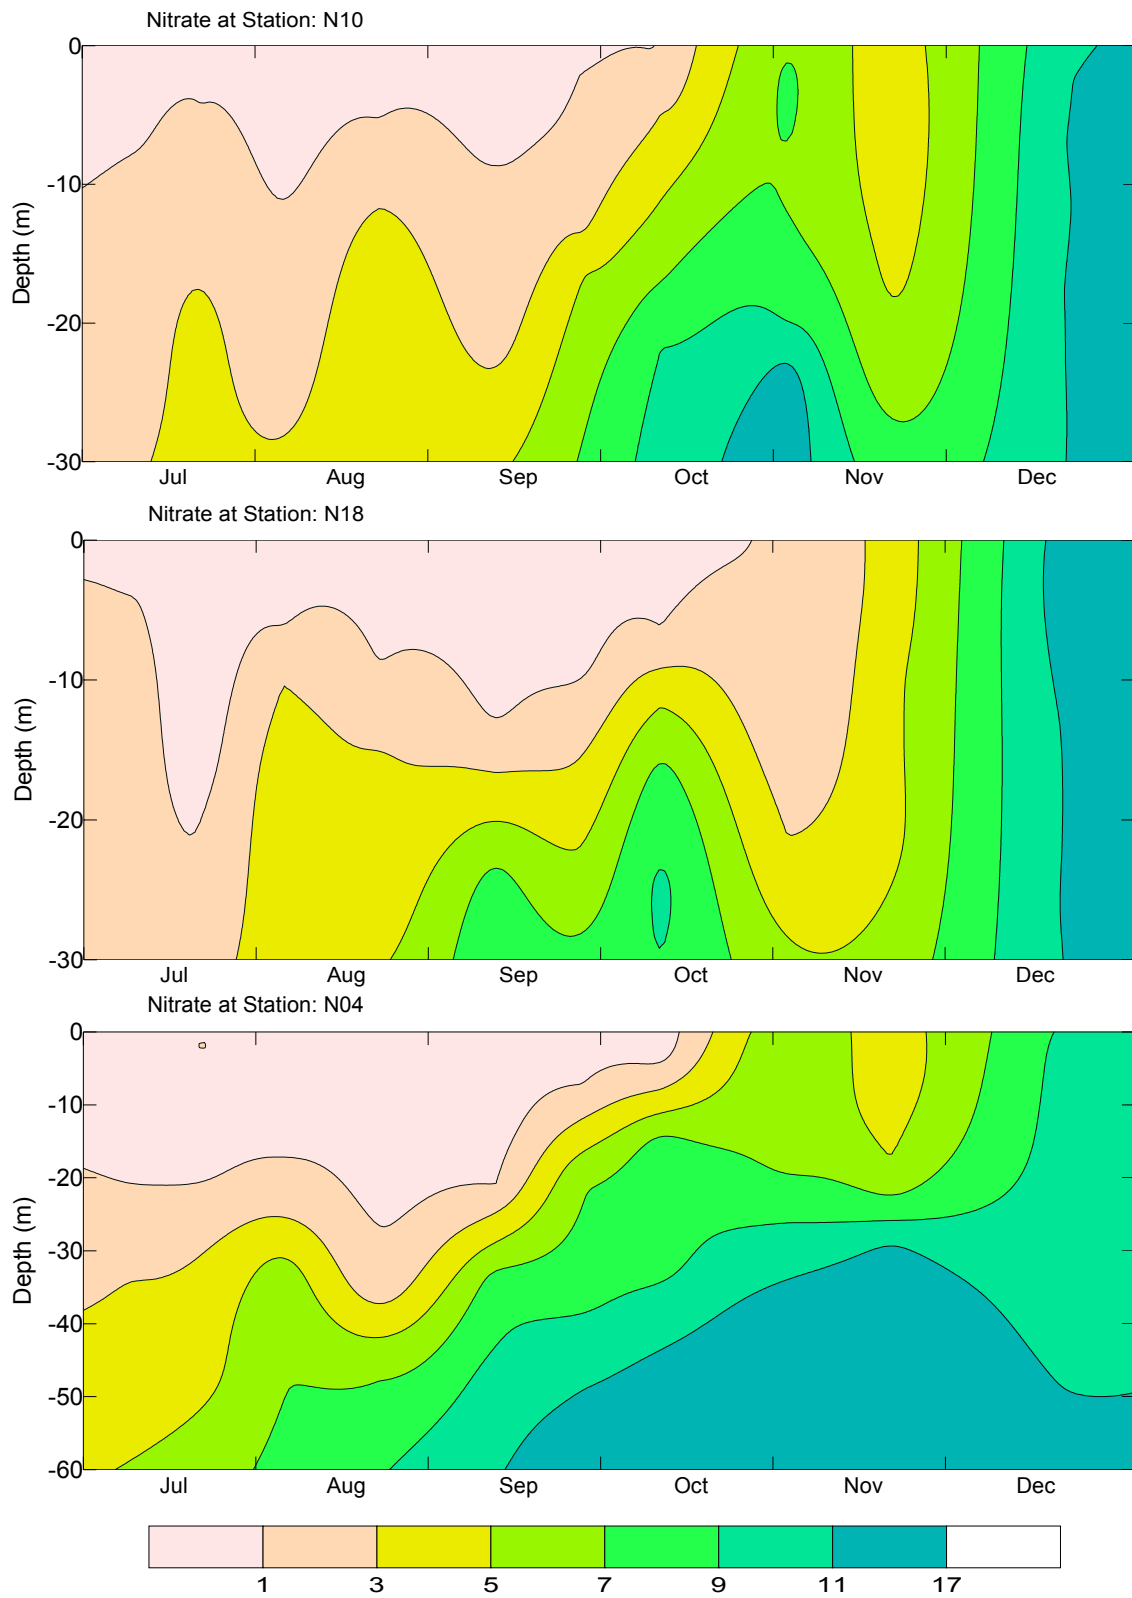 Nitrate at Station: N10
0
-10
-20
-30
Depth (m)
Jul Aug Sep Oct Nov Dec
Nitrate at Station: N18
0
-10
-20
-30
Depth (m)
Jul Aug Sep Oct Nov Dec
Nitrate at Station: N04
0
-10
-20
-30
-40
-50
-60
Depth (m)
Jul Aug Sep Oct Nov Dec
1 3 5 7 9 11 17